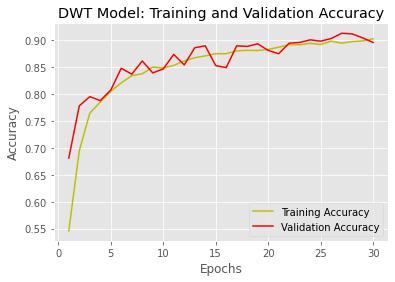 DWT Model: Training and Validation Accuracy
0.90
0.85
0.80
0.75
0.70
0.65
0.60
0.55
Accuracy
Training Accuracy
Validation Accuracy
0 5 10 15 20 25 30
Epochs